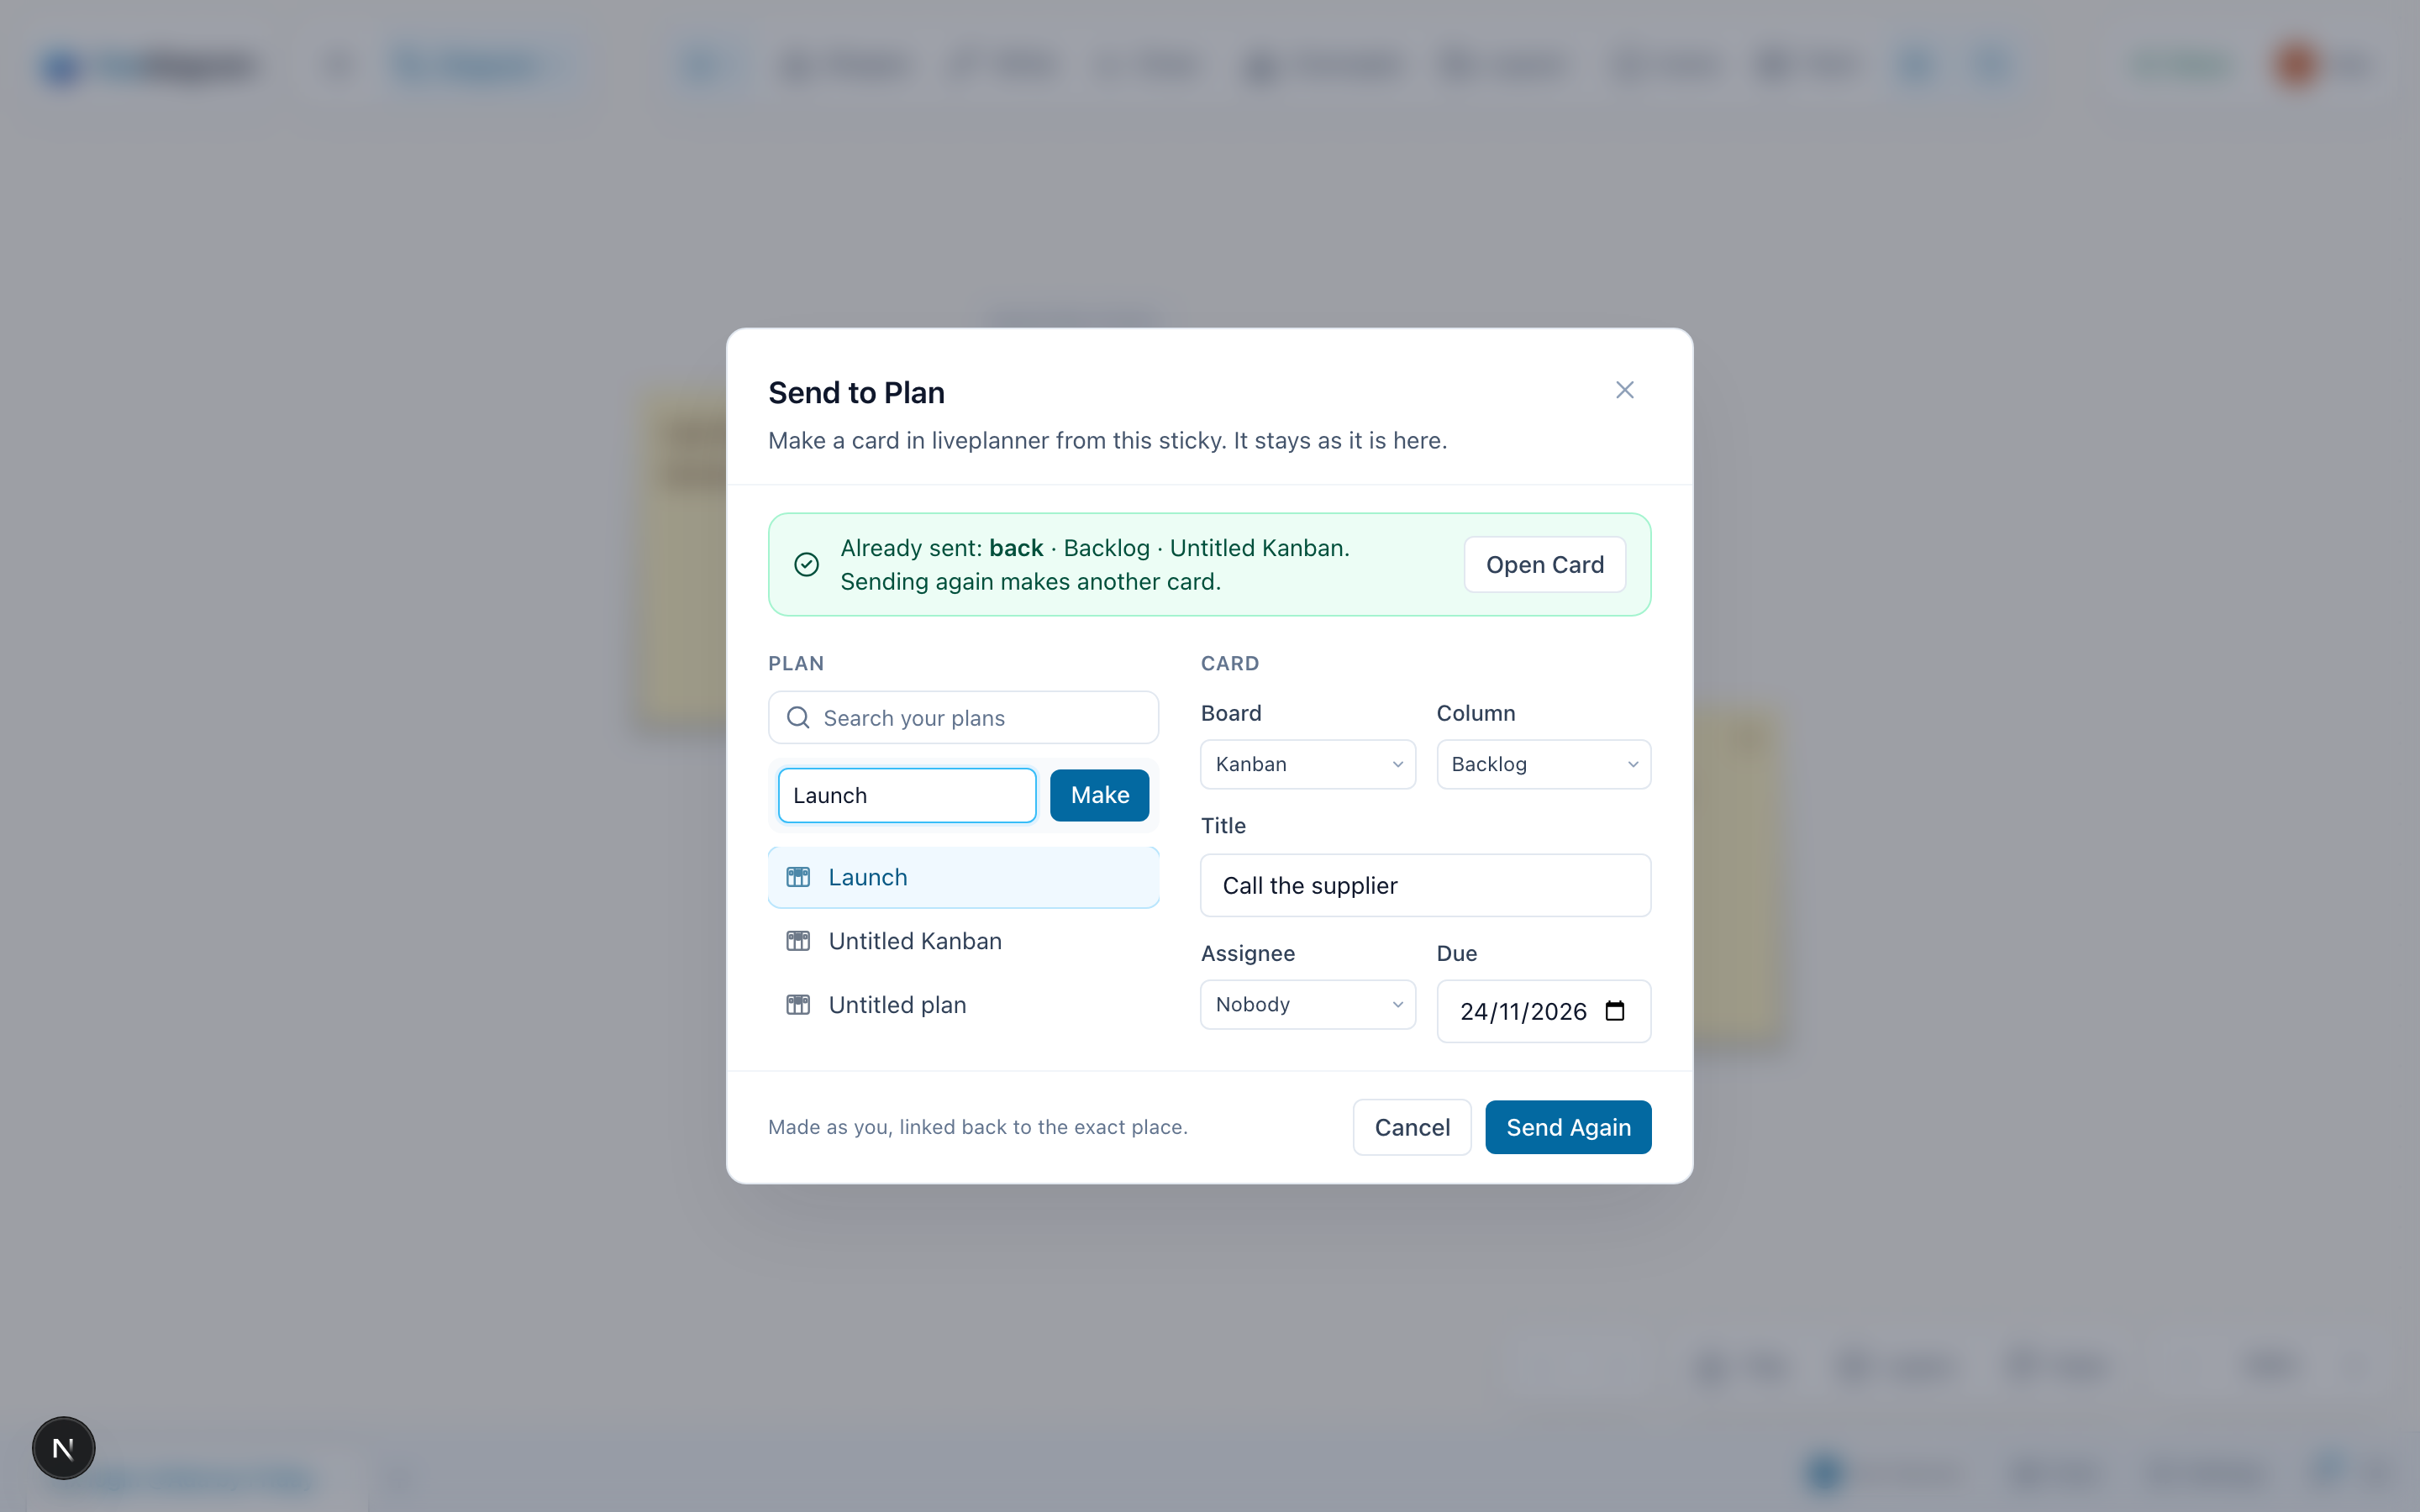 Send to Plan
Make a card in liveplanner from this sticky. It stays as it is here.
Already sent: back · Backlog · Untitled Kanban.
Sending again makes another card.
Open Card
PLAN
Search your plans
Launch
Make
Launch
Untitled Kanban
Untitled plan
CARD
Board
Column
Kanban
Backlog
Title
Call the supplier
Assignee
Due
Nobody
24/11/2026
Made as you, linked back to the exact place.
Cancel
Send Again
N